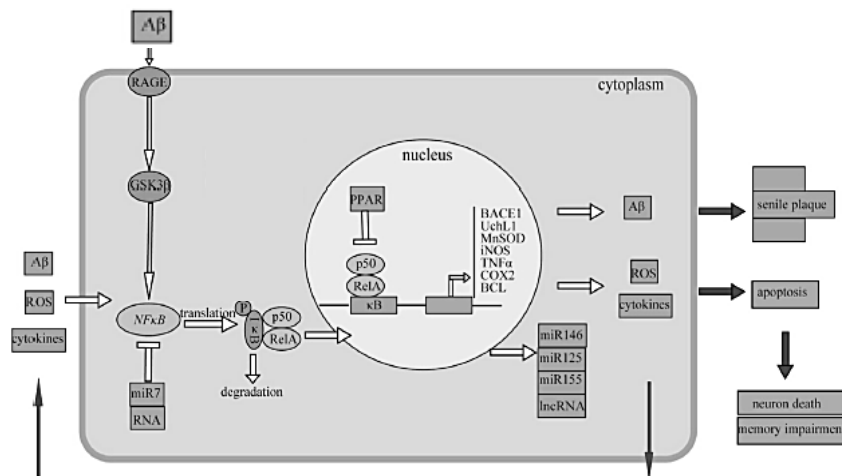 Aβ
RAGE
cytoplasm
GSK3β
nucleus
PPAR
BACE1
UchL1
MnSOD
iNOS
TNFα
COX2
BCL
p50
RelA
κB
Aβ
senile plaque
Aβ
ROS
cytokines
NFκB
translation
P
IκB
p50
RelA
degradation
miR7
RNA
ROS
cytokines
apoptosis
miR146
miR125
miR155
lncRNA
neuron death
memory impairmen